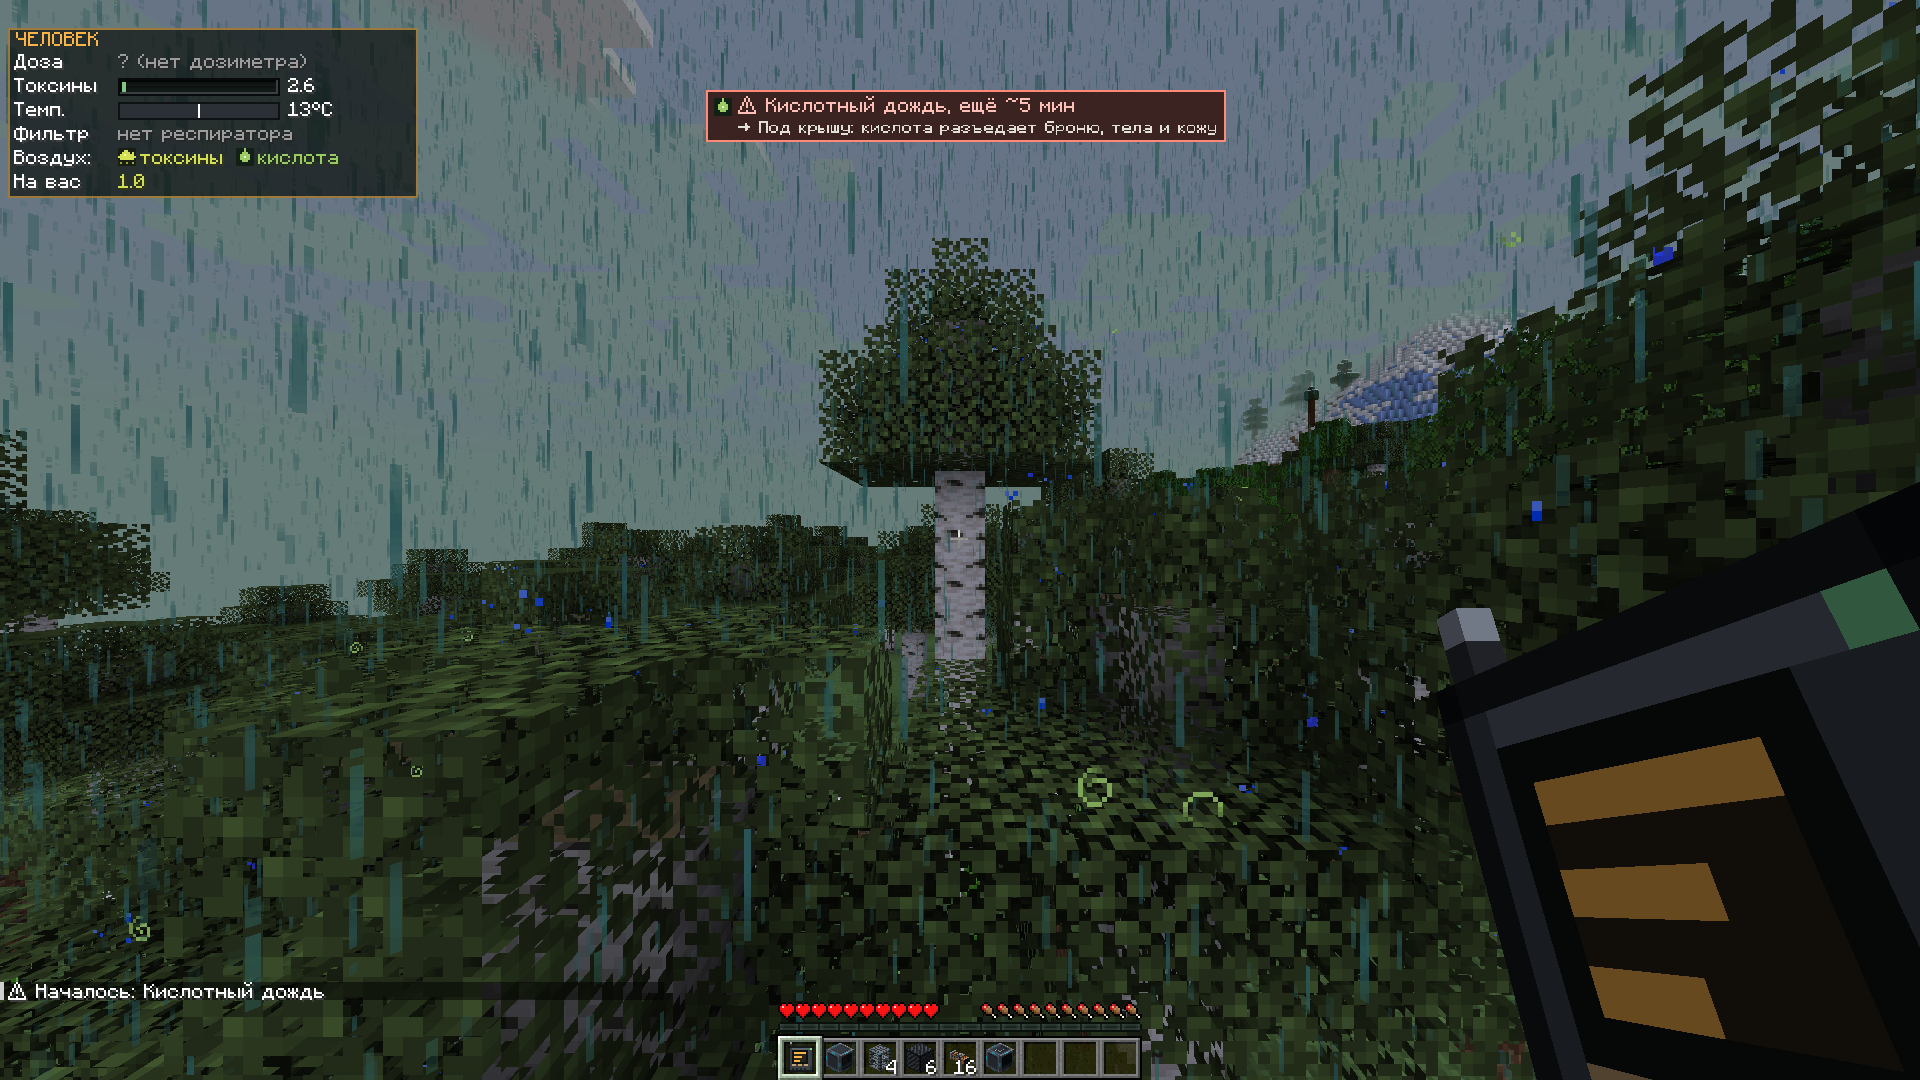 ЧЕЛОВЕК
Доза ? (нет дозиметра)
Токсины 2.6
Темп. 13°C
Фильтр нет респиратора
Воздух: токсины кислота
На вас 1.0
Кислотный дождь, ещё ~5 мин
→ Под крышу: кислота разъедает броню, тела и кожу
Началось: Кислотный дождь
4 6 16